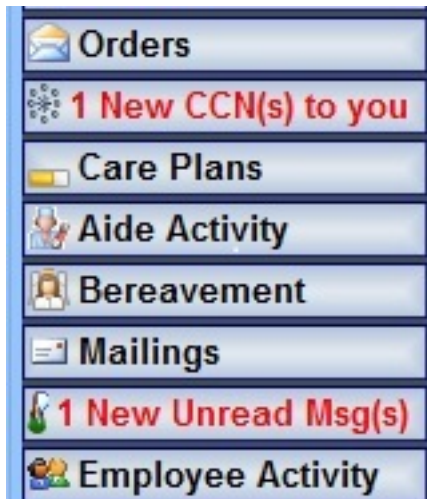 Orders
1 New CCN(s) to you
Care Plans
Aide Activity
Bereavement
Mailings
1 New Unread Msg(s)
Employee Activity